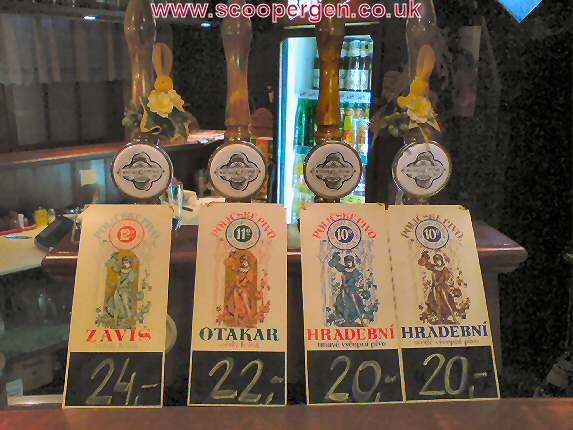 www.scoopergen.co.uk
POLIČSKÉ PIVO
12°
ZÁVIŠ
24,-
POLIČSKÉ PIVO
11°
OTAKAR
22,-
POLIČSKÉ PIVO
10°
HRADEBNÍ
tmavé výčepní pivo
20,-
POLIČSKÉ PIVO
10°
HRADEBNÍ
světlé výčepní pivo
20,-